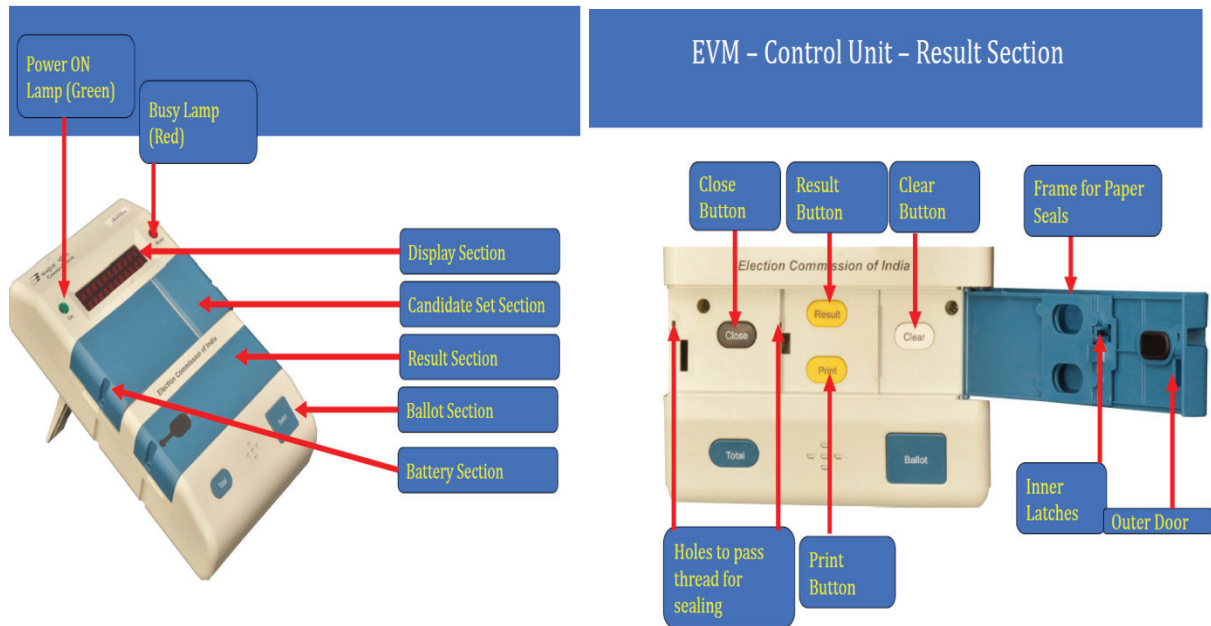 Power ON
Lamp (Green)
Busy Lamp
(Red)
Display Section
Candidate Set Section
Election Commission of India
Result Section
Ballot Section
Battery Section
Ballot
Total
EVM – Control Unit – Result Section
Close
Button
Result
Button
Clear
Button
Frame for Paper
Seals
Election Commission of India
Result
Close
Clear
Print
Total
Ballot
Holes to pass
thread for
sealing
Print
Button
Inner
Latches
Outer Door